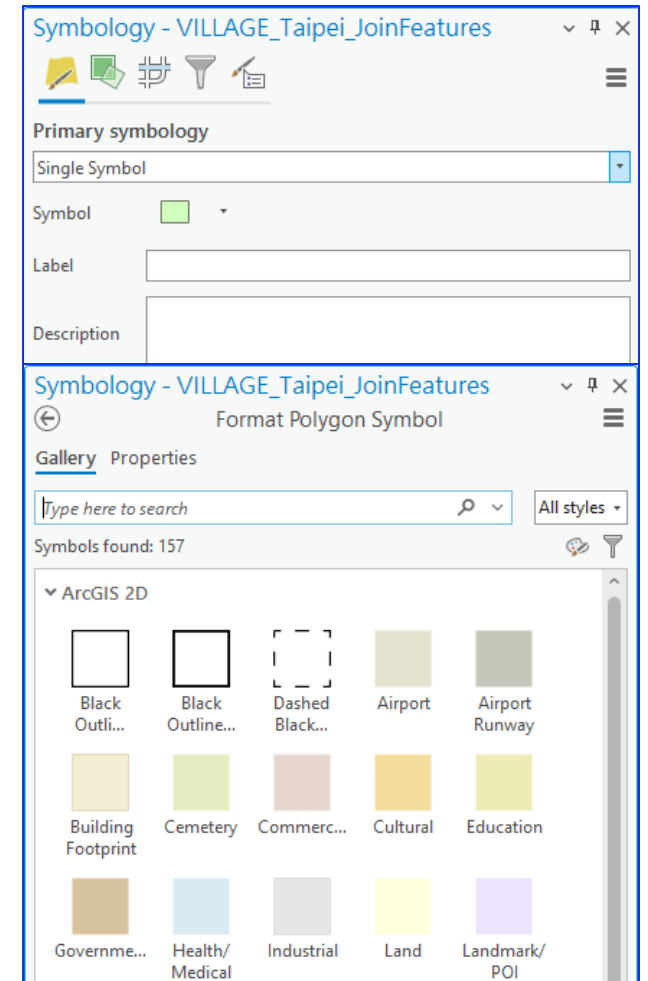 Symbology - VILLAGE_Taipei_JoinFeatures
Primary symbology
Single Symbol
Symbol
Label
Description
Symbology - VILLAGE_Taipei_JoinFeatures
Format Polygon Symbol
Gallery Properties
Type here to search All styles
Symbols found: 157
ArcGIS 2D
Black Outli...
Black Outline...
Dashed Black...
Airport
Airport Runway
Building Footprint
Cemetery
Commerc...
Cultural
Education
Governme...
Health/ Medical
Industrial
Land
Landmark/ POI